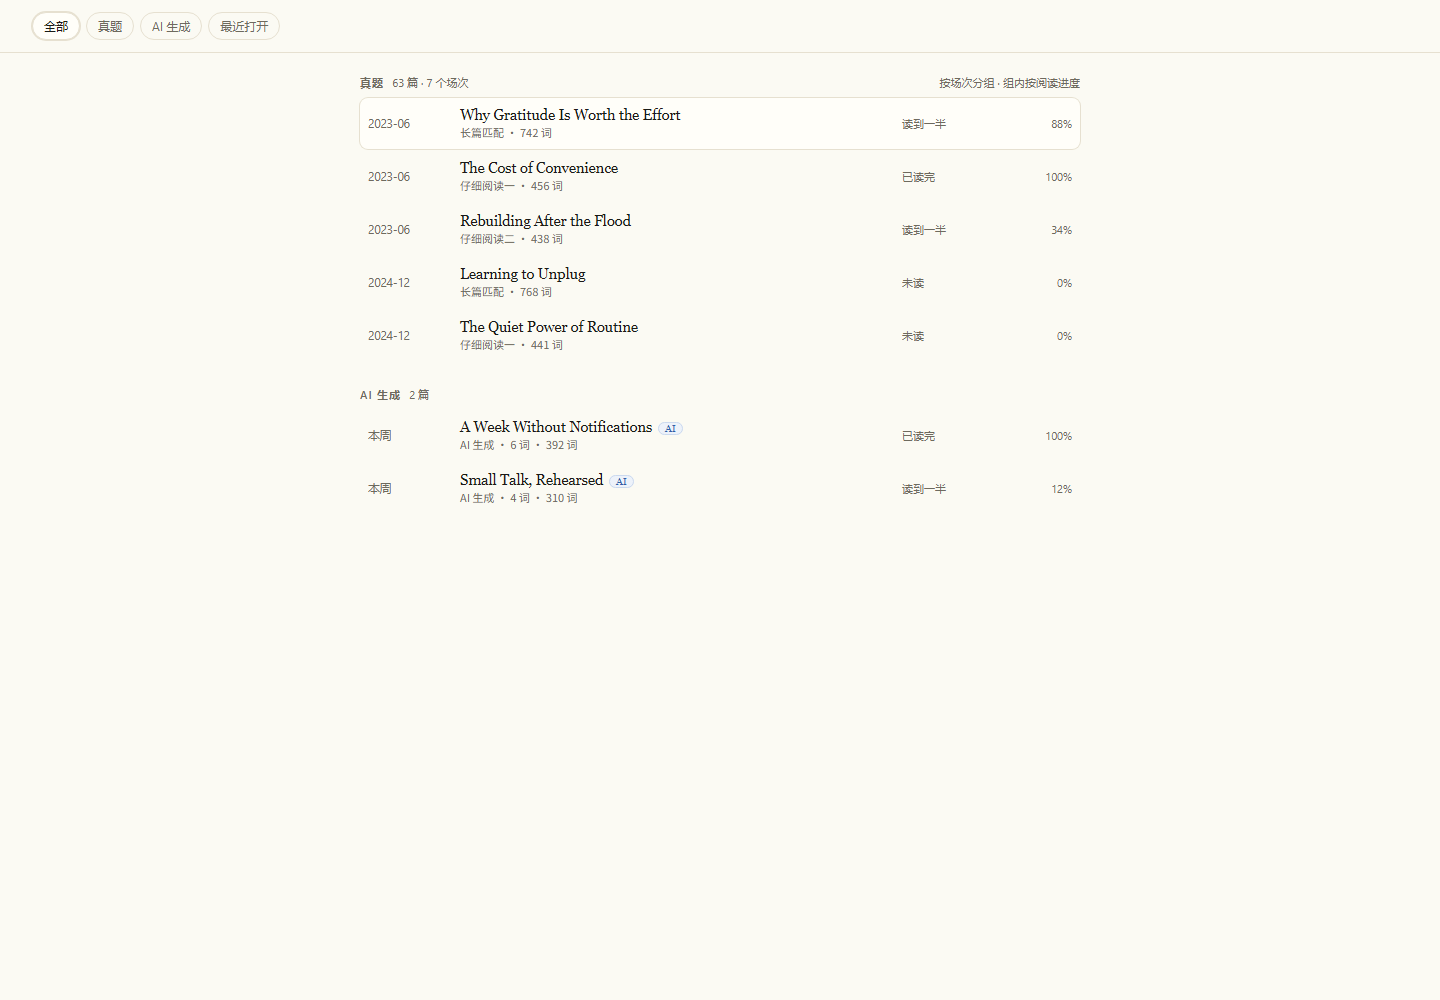 全部 真题 AI 生成 最近打开
真题 63 篇 · 7 个场次 按场次分组 · 组内按阅读进度
2023-06 Why Gratitude Is Worth the Effort 读到一半 88%
长篇匹配 • 742 词
2023-06 The Cost of Convenience 已读完 100%
仔细阅读一 • 456 词
2023-06 Rebuilding After the Flood 读到一半 34%
仔细阅读二 • 438 词
2024-12 Learning to Unplug 未读 0%
长篇匹配 • 768 词
2024-12 The Quiet Power of Routine 未读 0%
仔细阅读一 • 441 词
AI 生成 2 篇
本周 A Week Without Notifications AI 已读完 100%
AI 生成 • 6 词 • 392 词
本周 Small Talk, Rehearsed AI 读到一半 12%
AI 生成 • 4 词 • 310 词